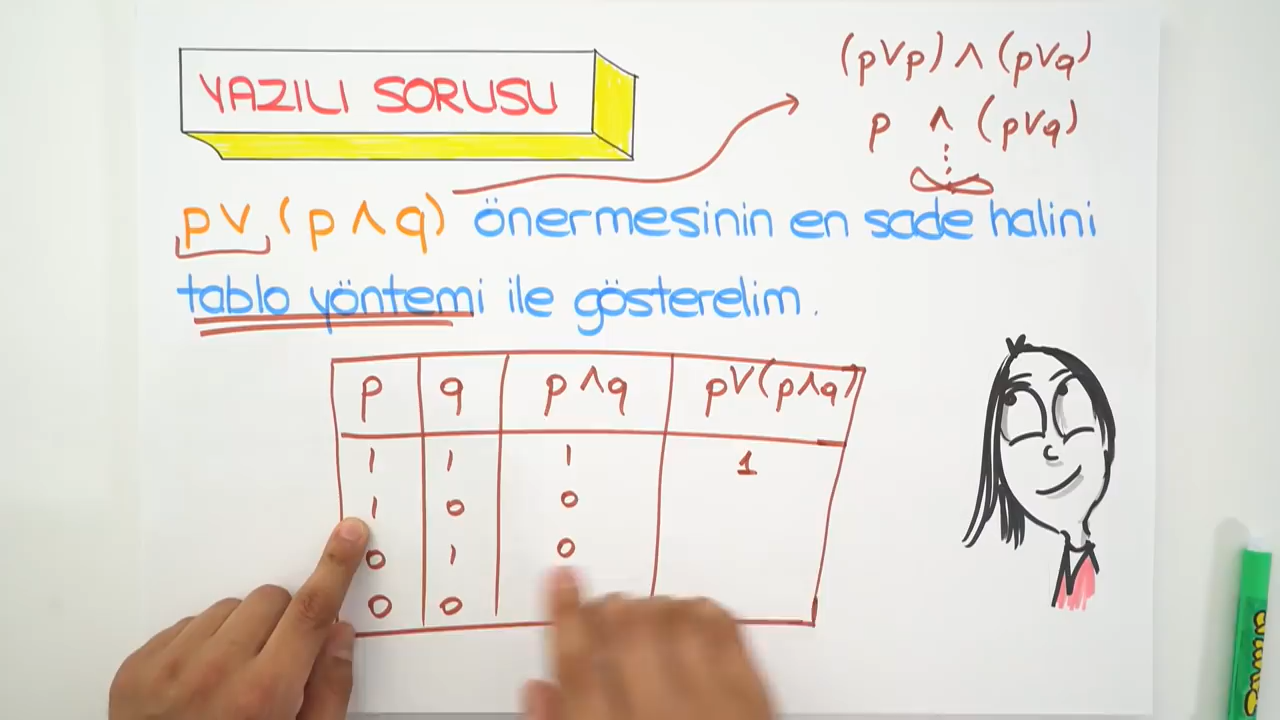 YAZILI SORUSU
(p∨p) ∧ (p∨q)
p ∧ (p∨q)
p∨(p∧q) önermesinin en sade halini
tablo yöntemi ile gösterelim.
p q p∧q p∨(p∧q)
1 1 1 1
1 0 0
0 1 0
0 0